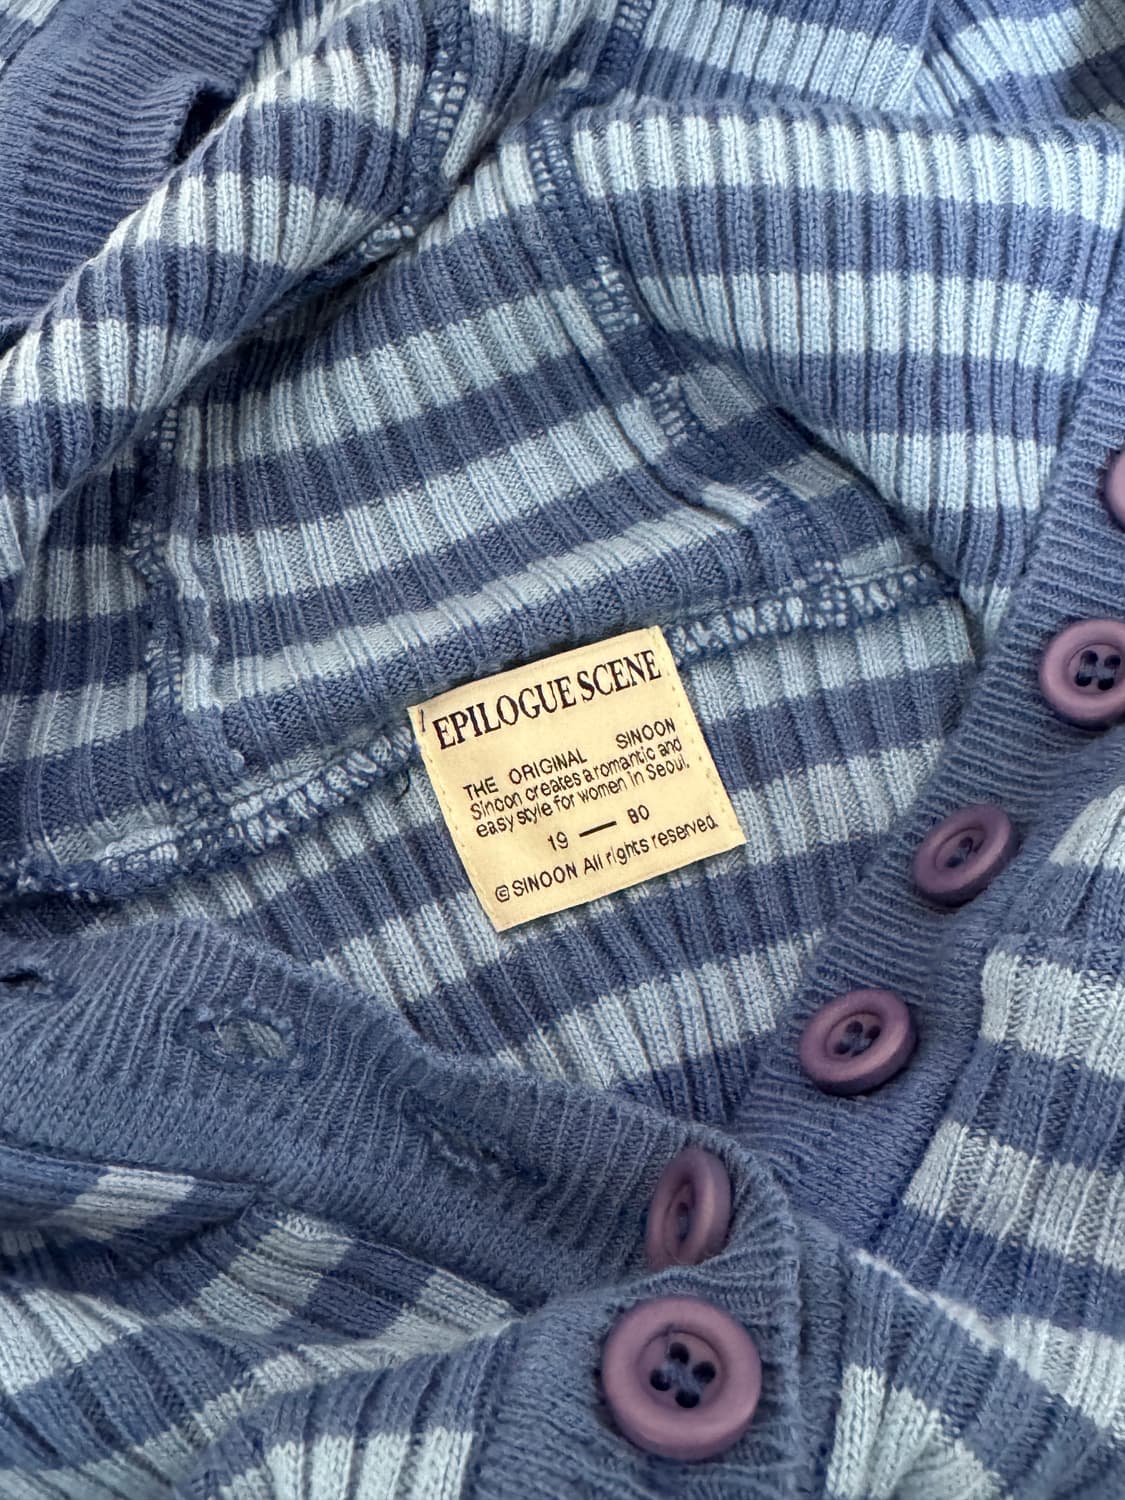 EPILOGUE SCENE
THE ORIGINAL SINOON
Sinoon creates a romantic and
easy style for women in Seoul.
19 — 80
©SINOON All rights reserved.